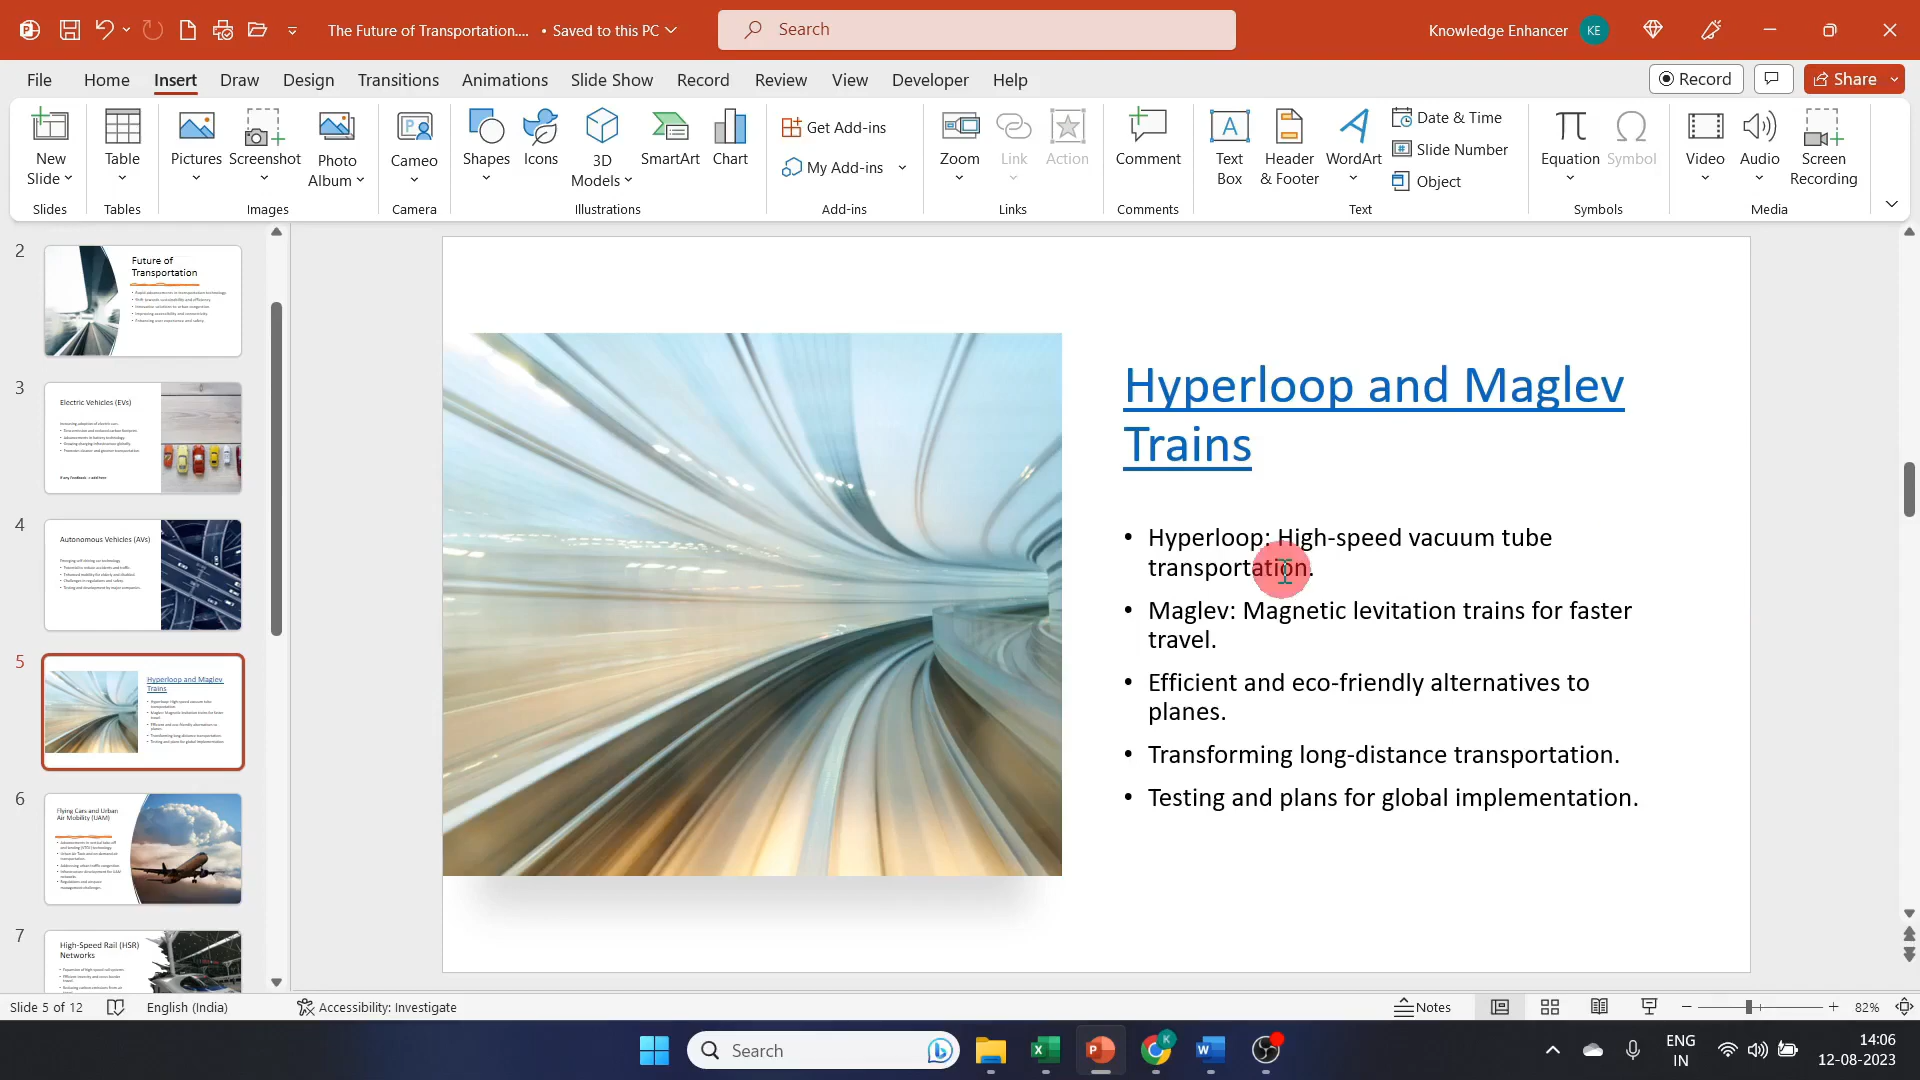 The Future of Transportation.... • Saved to this PC
Search
Knowledge Enhancer
KE
File
Home
Insert
Draw
Design
Transitions
Animations
Slide Show
Record
Review
View
Developer
Help
Record
Share
New Slide
Table
Pictures
Screenshot
Photo Album
Cameo
Shapes
Icons
3D Models
SmartArt
Chart
Get Add-ins
My Add-ins
Zoom
Link
Action
Comment
Text Box
Header & Footer
WordArt
Date & Time
Slide Number
Object
Equation
Symbol
Video
Audio
Screen Recording
Slides
Tables
Images
Camera
Illustrations
Add-ins
Links
Comments
Text
Symbols
Media
2
Future of
Transportation
3
Electric Vehicles (EVs)
4
Autonomous Vehicles (AVs)
5
Hyperloop and Maglev
Trains
6
Flying Cars and Urban
Air Mobility (UAM)
7
High-Speed Rail (HSR)
Networks
Hyperloop and Maglev
Trains
• Hyperloop: High-speed vacuum tube
transportation.
• Maglev: Magnetic levitation trains for faster
travel.
• Efficient and eco-friendly alternatives to
planes.
• Transforming long-distance transportation.
• Testing and plans for global implementation.
Slide 5 of 12
English (India)
Accessibility: Investigate
Notes
82%
Search
ENG
IN
14:06
12-08-2023